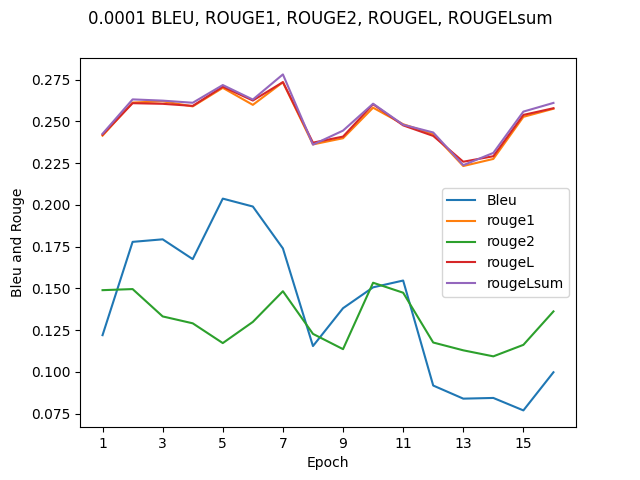 0.0001 BLEU, ROUGE1, ROUGE2, ROUGEL, ROUGELsum
0.275
0.250
0.225
0.200
0.175
0.150
0.125
0.100
0.075
Bleu and Rouge
Bleu
rouge1
rouge2
rougeL
rougeLsum
1 3 5 7 9 11 13 15
Epoch